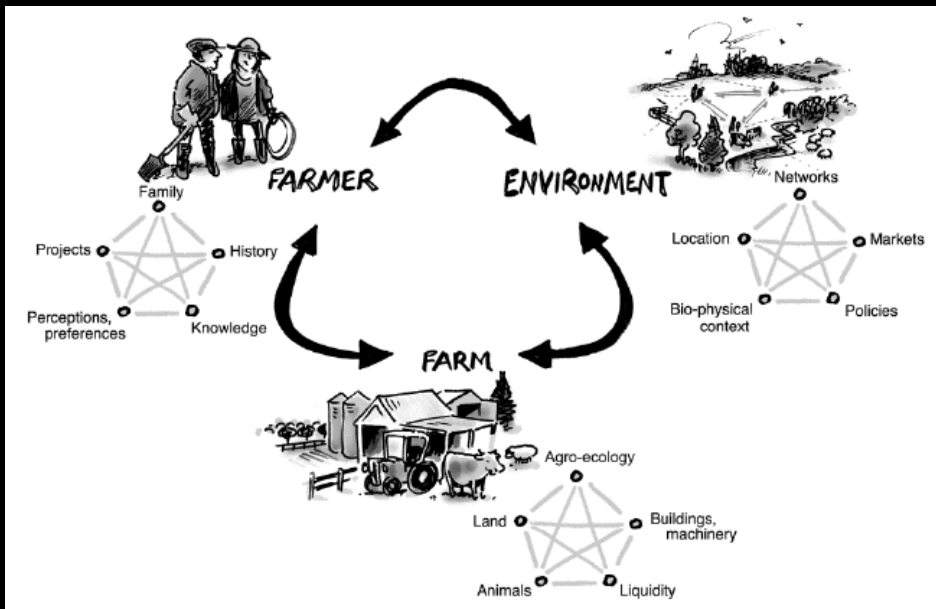 FARMER
Family
Projects
History
Perceptions,
preferences
Knowledge
ENVIRONMENT
Networks
Location
Markets
Bio-physical
context
Policies
FARM
Agro-ecology
Land
Buildings,
machinery
Animals
Liquidity